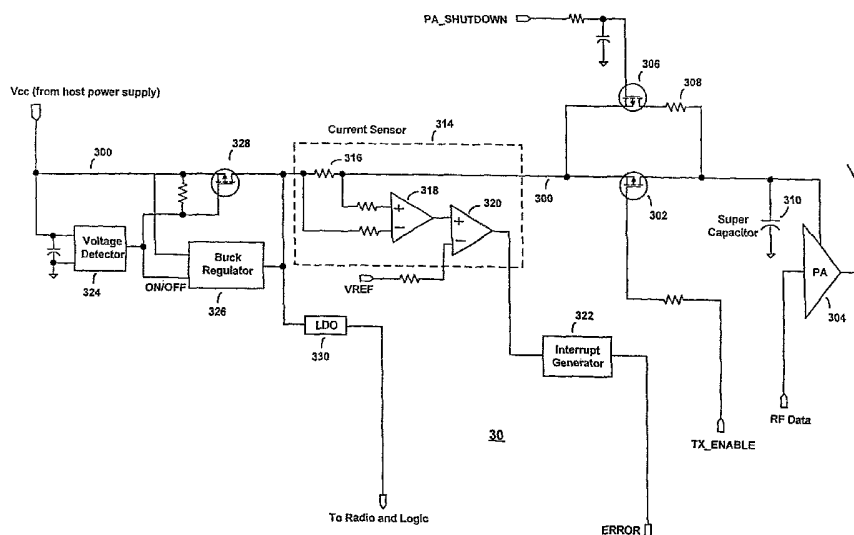 PA_SHUTDOWN
306
308
Vcc (from host power supply)
314
Current Sensor
300
328
316
318
320
300
302
310
Super
Capacitor
Voltage
Detector
324
ON/OFF
Buck
Regulator
326
VREF
PA
304
LDO
330
322
Interrupt
Generator
RF Data
30
TX_ENABLE
To Radio and Logic
ERROR
+
−
+
−